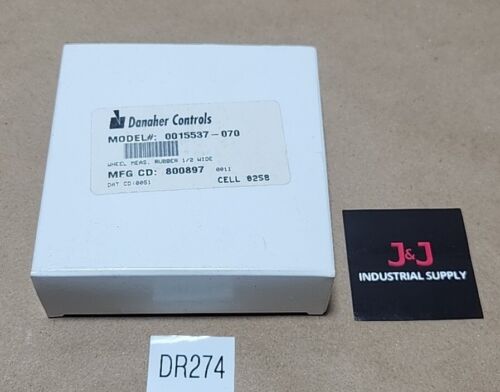 Danaher Controls
MODEL#: 0015537-070
WHEEL MEAS. RUBBER 1/2 WIDE
MFG CD: 800897 0011
DAT CD:0051 CELL 0258
J&J
INDUSTRIAL SUPPLY
DR274